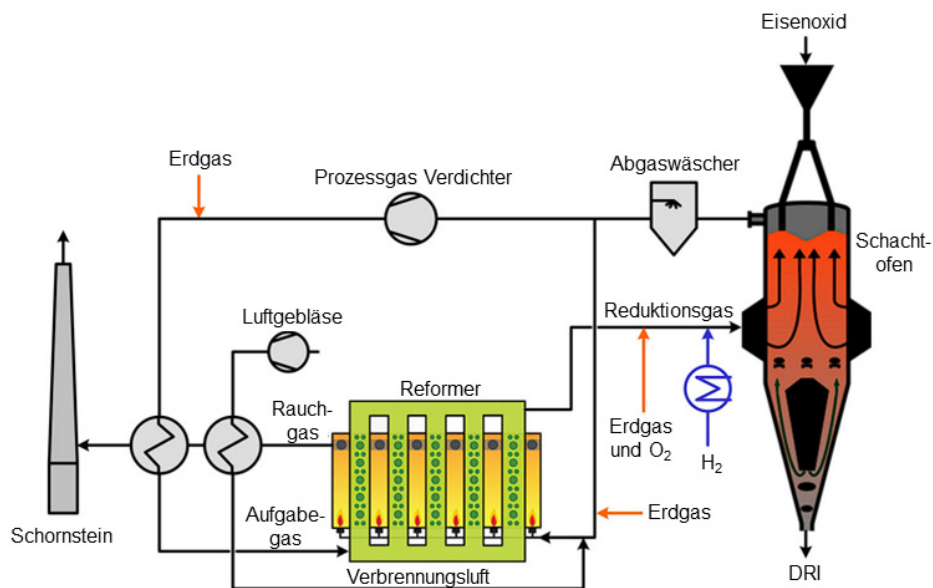 Eisenoxid
Erdgas
Prozessgas Verdichter
Abgaswäscher
Schacht-
ofen
Luftgebläse
Reduktionsgas
Reformer
Rauch-
gas
Erdgas
und O₂
H₂
Aufgabe-
gas
Erdgas
Schornstein
Verbrennungsluft
DRI